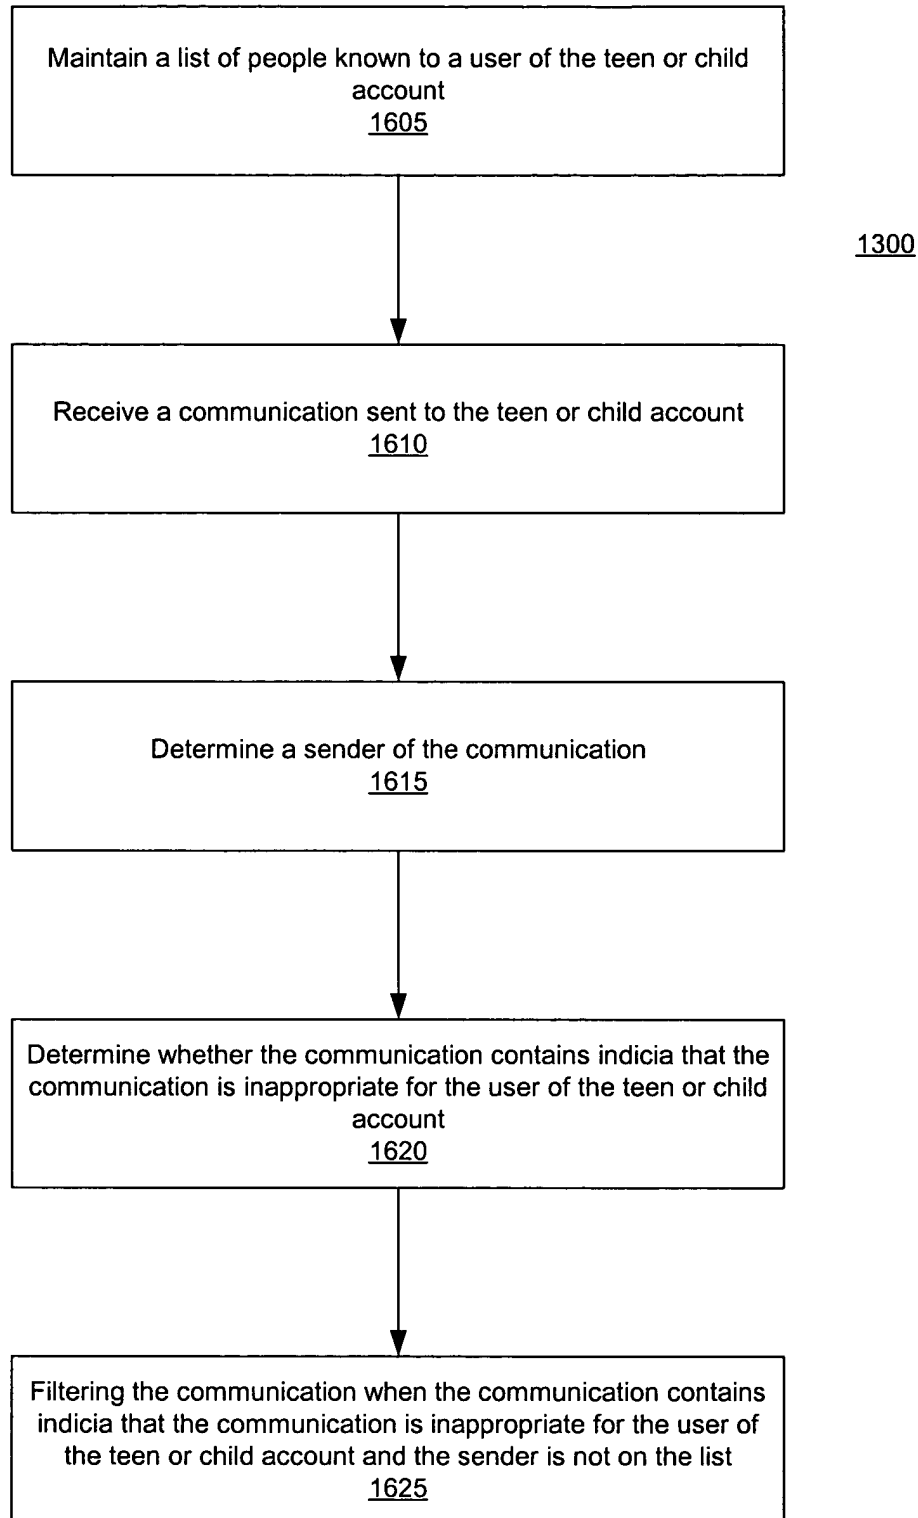 Maintain a list of people known to a user of the teen or child
account
1605
1300
Receive a communication sent to the teen or child account
1610
Determine a sender of the communication
1615
Determine whether the communication contains indicia that the
communication is inappropriate for the user of the teen or child
account
1620
Filtering the communication when the communication contains
indicia that the communication is inappropriate for the user of
the teen or child account and the sender is not on the list
1625